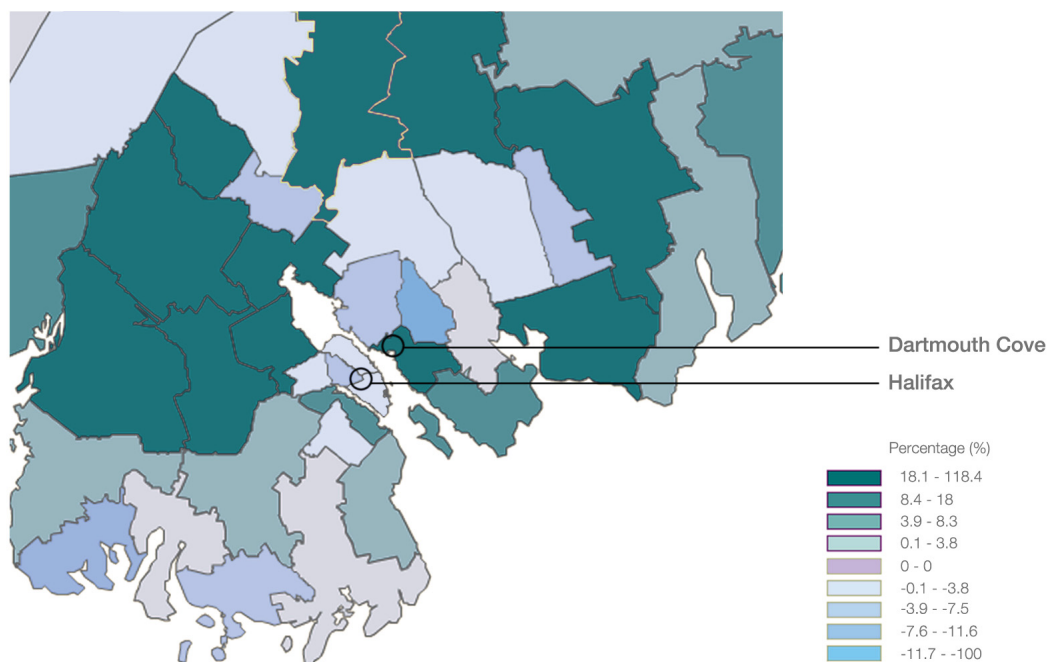 Dartmouth Cove
Halifax
Percentage (%)
18.1 - 118.4
8.4 - 18
3.9 - 8.3
0.1 - 3.8
0 - 0
-0.1 - -3.8
-3.9 - -7.5
-7.6 - -11.6
-11.7 - -100